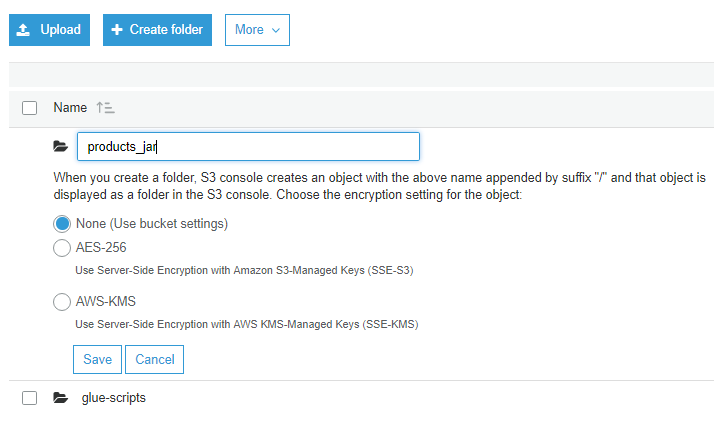 Upload + Create folder More
Name
products_jar
When you create a folder, S3 console creates an object with the above name appended by suffix "/" and that object is
displayed as a folder in the S3 console. Choose the encryption setting for the object:
None (Use bucket settings)
AES-256
Use Server-Side Encryption with Amazon S3-Managed Keys (SSE-S3)
AWS-KMS
Use Server-Side Encryption with AWS KMS-Managed Keys (SSE-KMS)
Save Cancel
glue-scripts